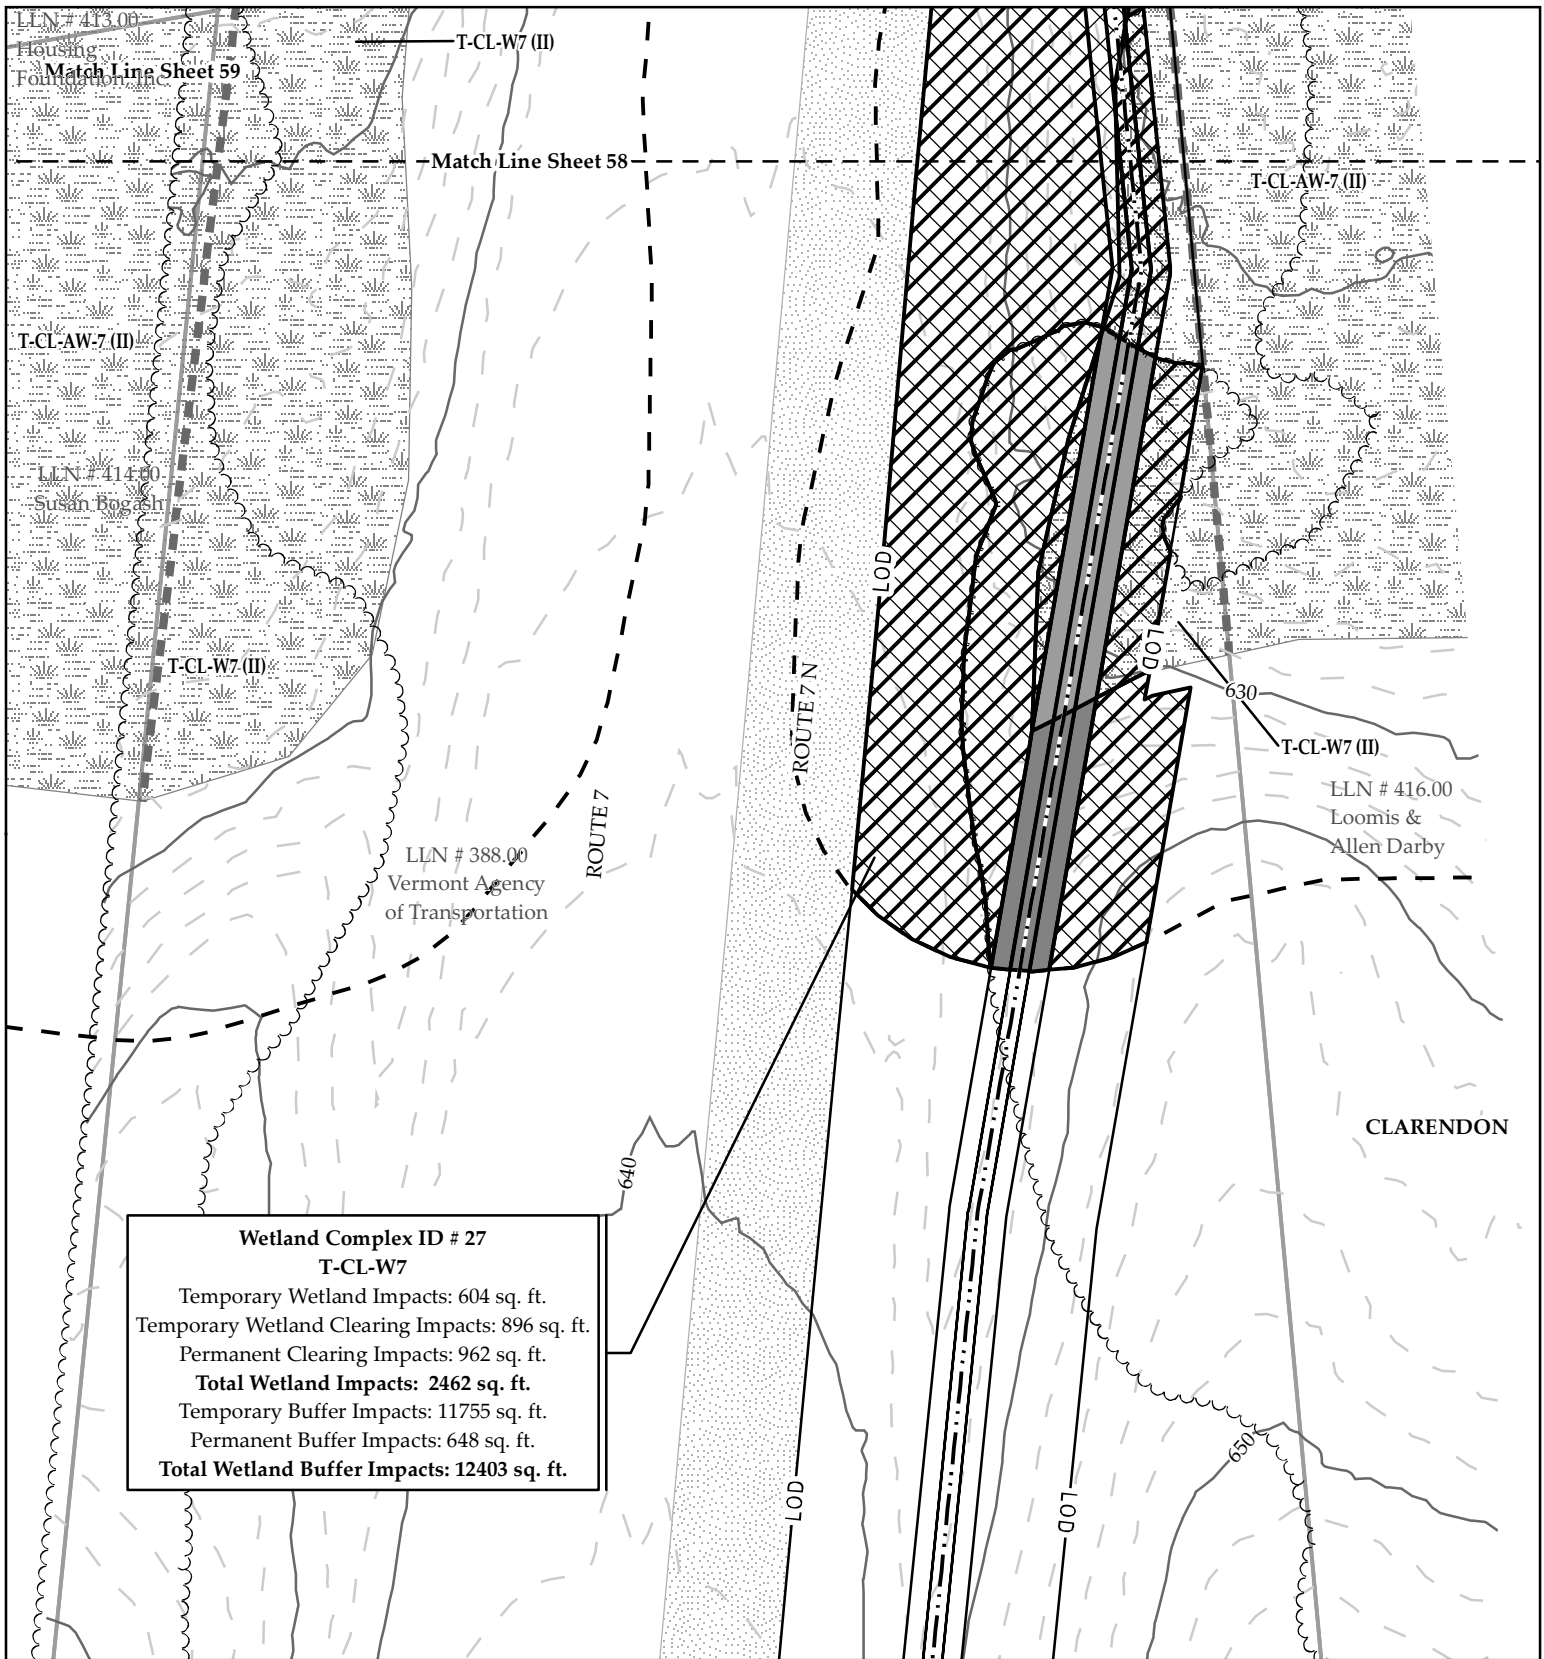 LLN # 413.00
Housing
Foundation, Inc
Match Line Sheet 59
T-CL-W7 (II)
Match Line Sheet 58
T-CL-AW-7 (II)
T-CL-AW-7 (II)
LLN # 414.00
Susan Bogash
LOD
T-CL-W7 (II)
ROUTE 7 N
LOD
630
T-CL-W7 (II)
LLN # 416.00
Loomis &
Allen Darby
ROUTE 7
LLN # 388.00
Vermont Agency
of Transportation
CLARENDON
640
Wetland Complex ID # 27
T-CL-W7
Temporary Wetland Impacts: 604 sq. ft.
Temporary Wetland Clearing Impacts: 896 sq. ft.
Permanent Clearing Impacts: 962 sq. ft.
Total Wetland Impacts: 2462 sq. ft.
Temporary Buffer Impacts: 11755 sq. ft.
Permanent Buffer Impacts: 648 sq. ft.
Total Wetland Buffer Impacts: 12403 sq. ft.
650
LOD
LOD